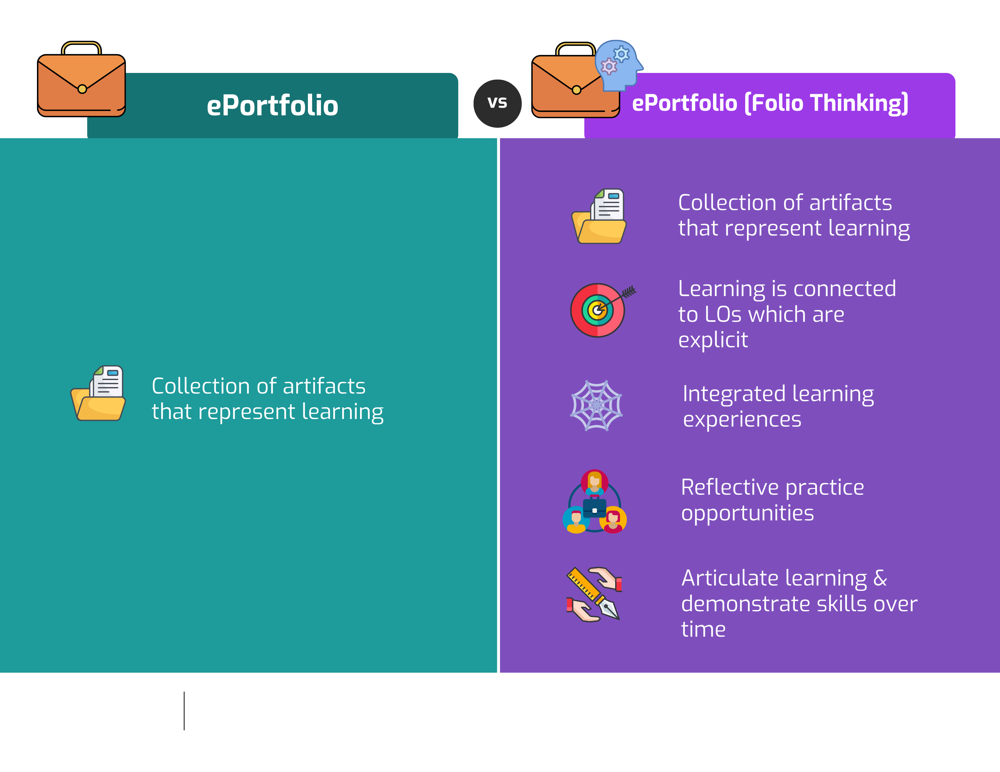 ePortfolio
vs
ePortfolio (Folio Thinking)
Collection of artifacts
that represent learning
Collection of artifacts
that represent learning
Learning is connected
to LOs which are
explicit
Integrated learning
experiences
Reflective practice
opportunities
Articulate learning &
demonstrate skills over
time